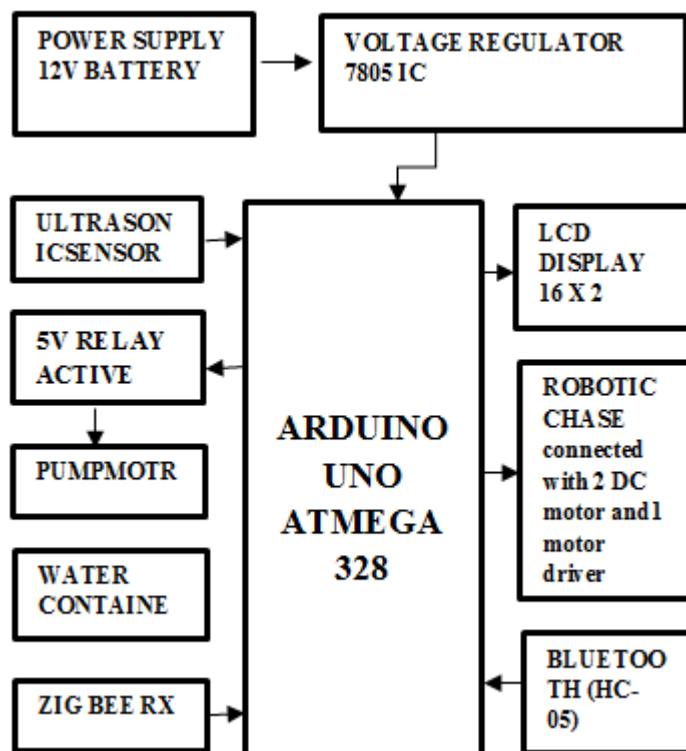 POWER SUPPLY
12V BATTERY
VOLTAGE REGULATOR
7805 IC
ULTRASON
ICSENSOR
LCD
DISPLAY
16 X 2
5V RELAY
ACTIVE
ARDUINO
UNO
ATMEGA
328
ROBOTIC
CHASE
connected
with 2 DC
motor and1
motor
driver
PUMPMOTR
WATER
CONTAINE
ZIG BEE RX
BLUETOO
TH (HC-
05)